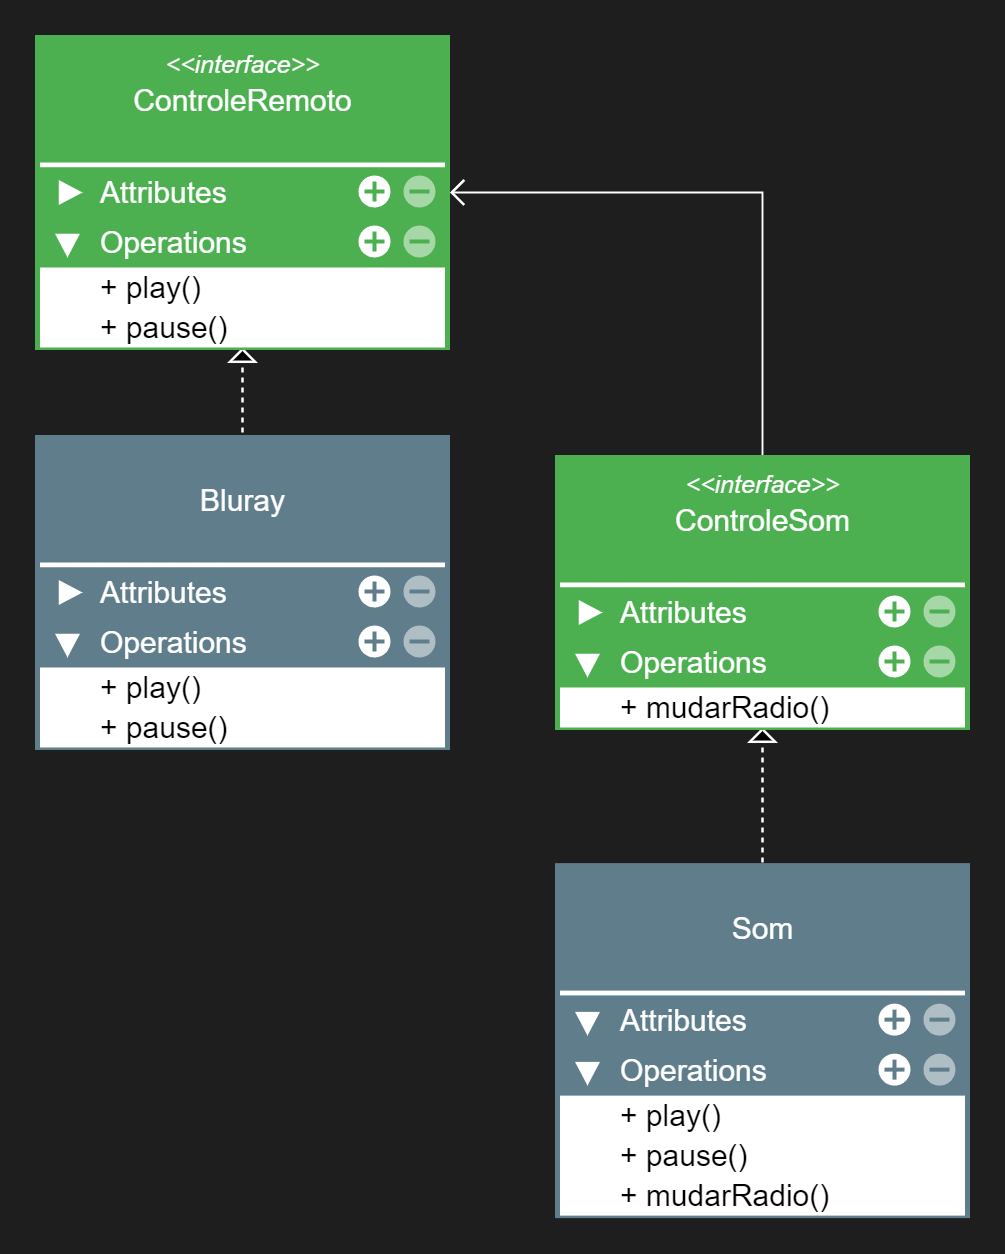 <<interface>>
ControleRemoto
Attributes
Operations
+ play()
+ pause()
Bluray
Attributes
Operations
+ play()
+ pause()
<<interface>>
ControleSom
Attributes
Operations
+ mudarRadio()
Som
Attributes
Operations
+ play()
+ pause()
+ mudarRadio()